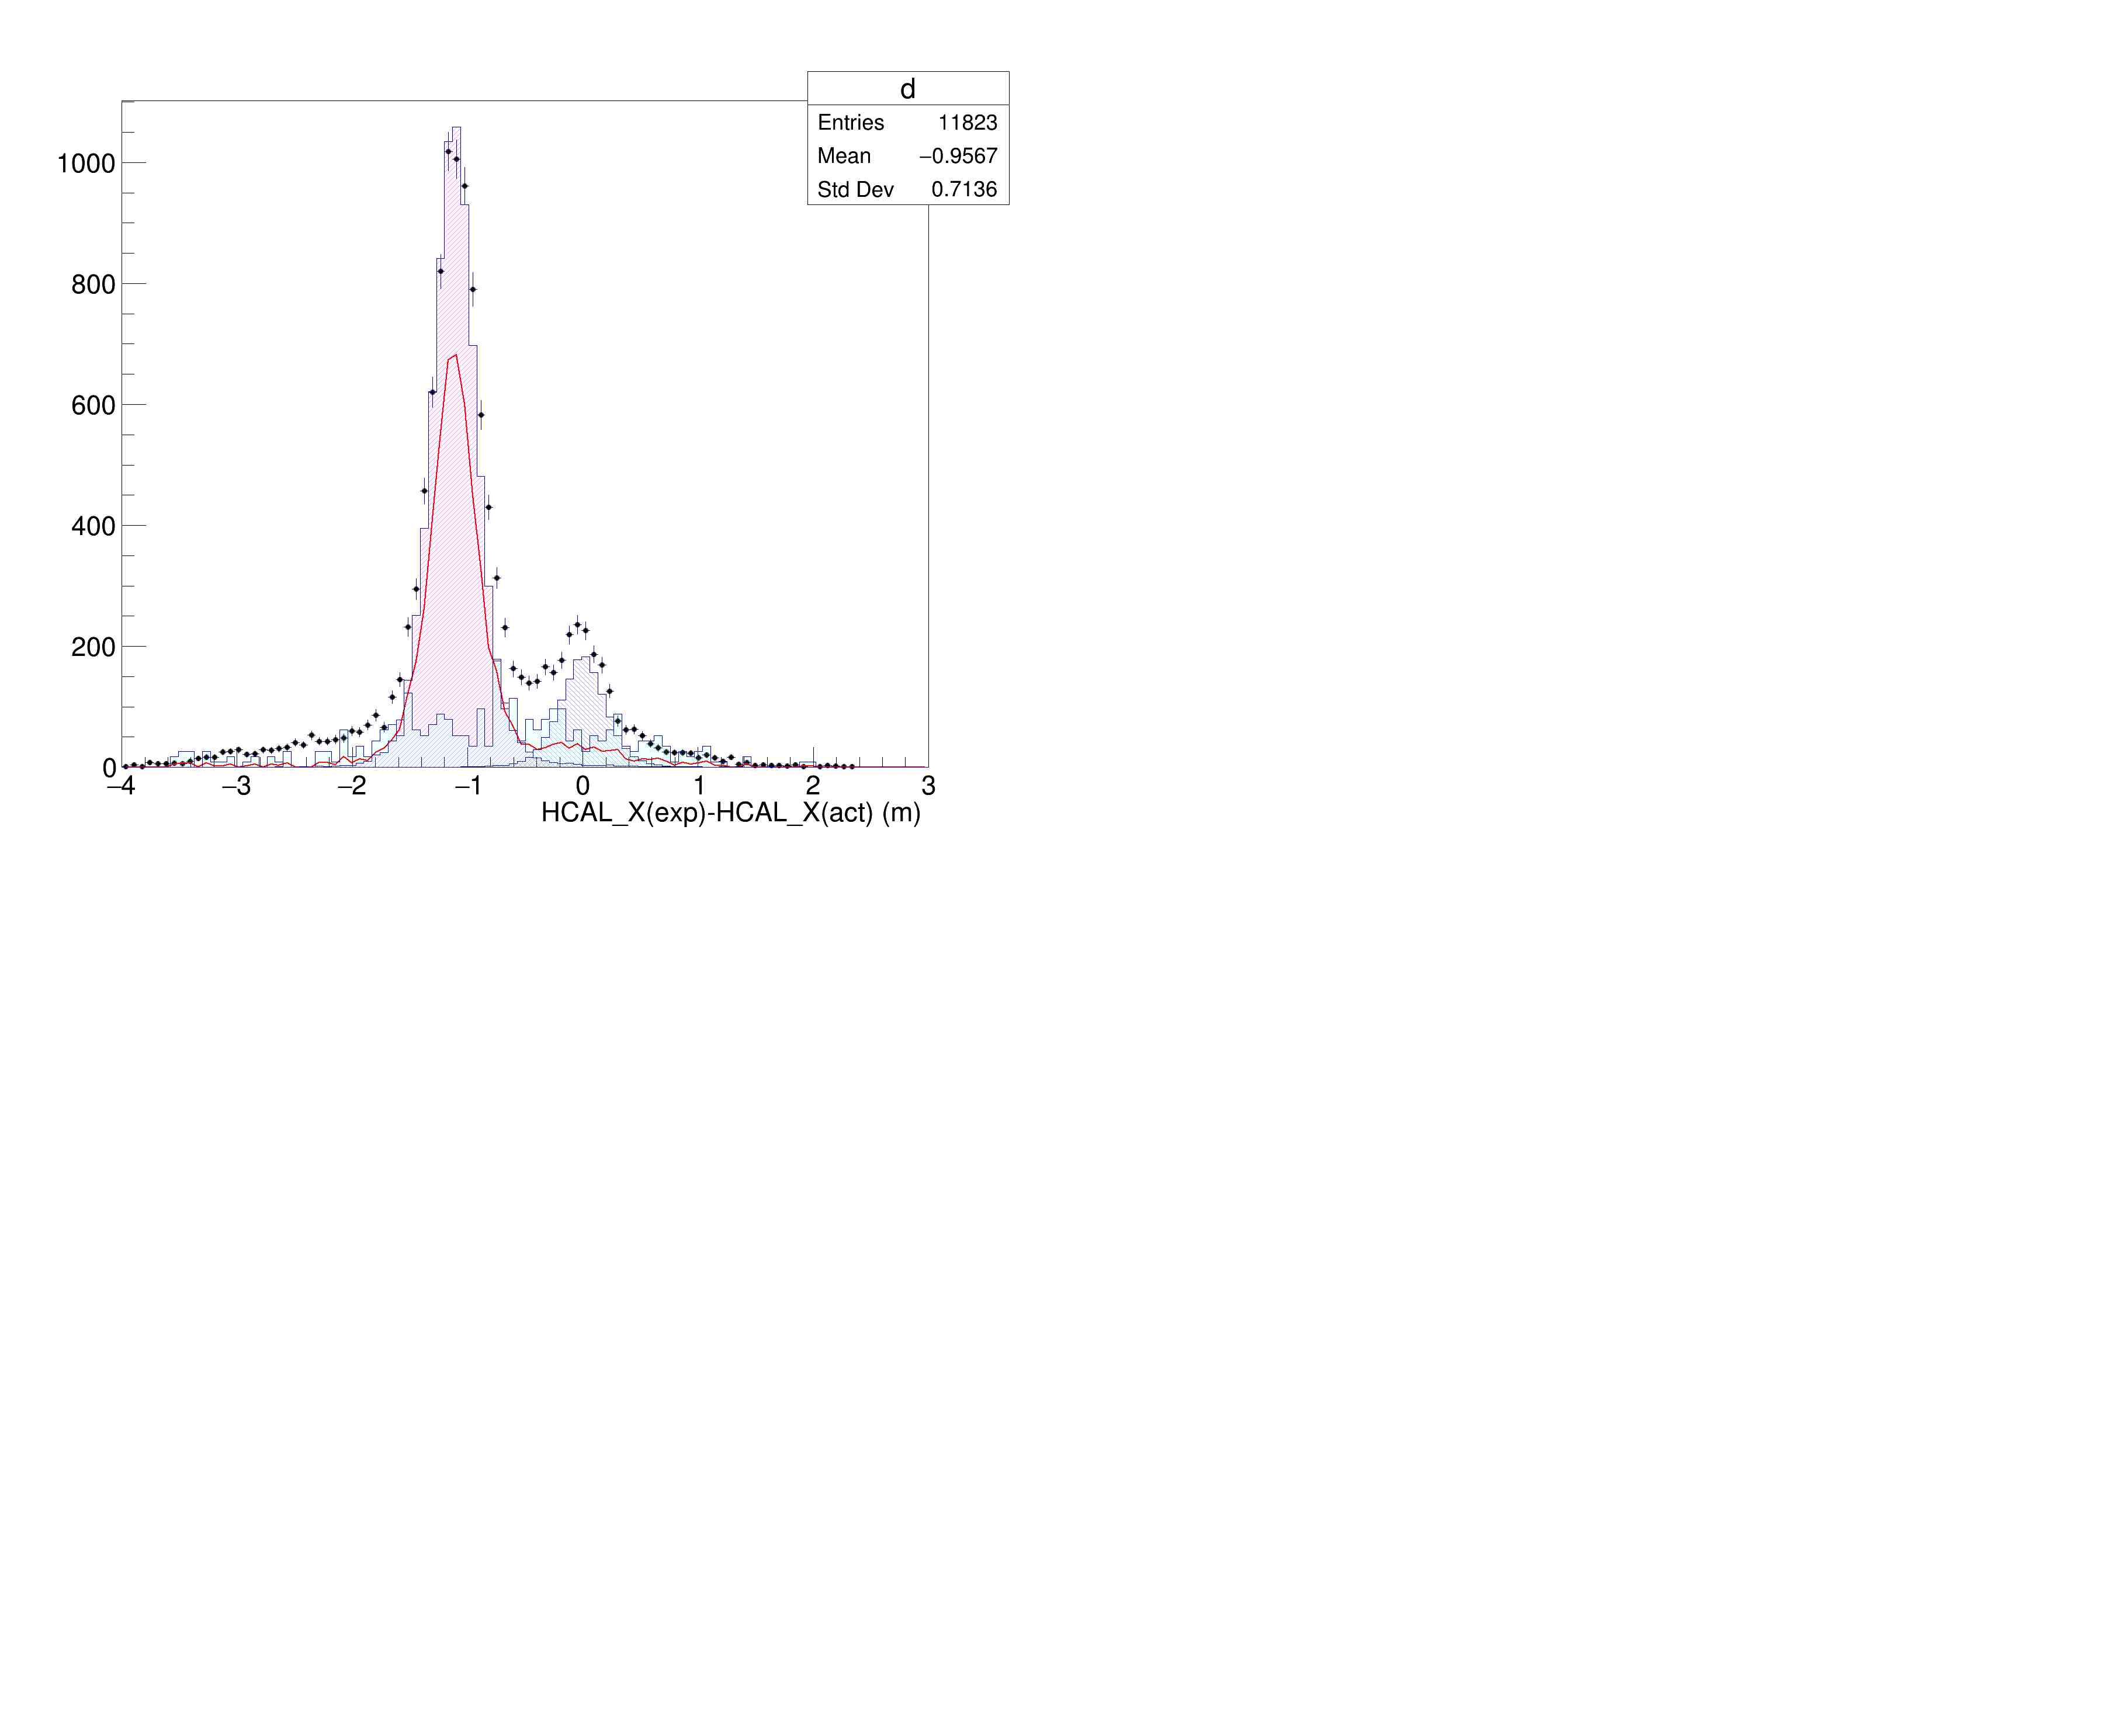 d
Entries 11823
Mean −0.9567
Std Dev 0.7136
1000
800
600
400
200
0
−4 −3 −2 −1 0 1 2 3
HCAL_X(exp)-HCAL_X(act) (m)